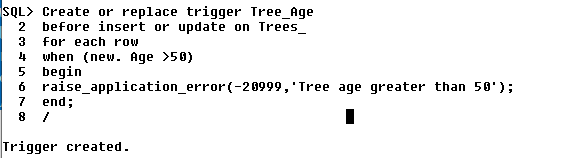 SQL> Create or replace trigger Tree_Age
2 before insert or update on Trees_
3 for each row
4 when (new. Age >50)
5 begin
6 raise_application_error(-20999,'Tree age greater than 50');
7 end;
8 /
Trigger created.